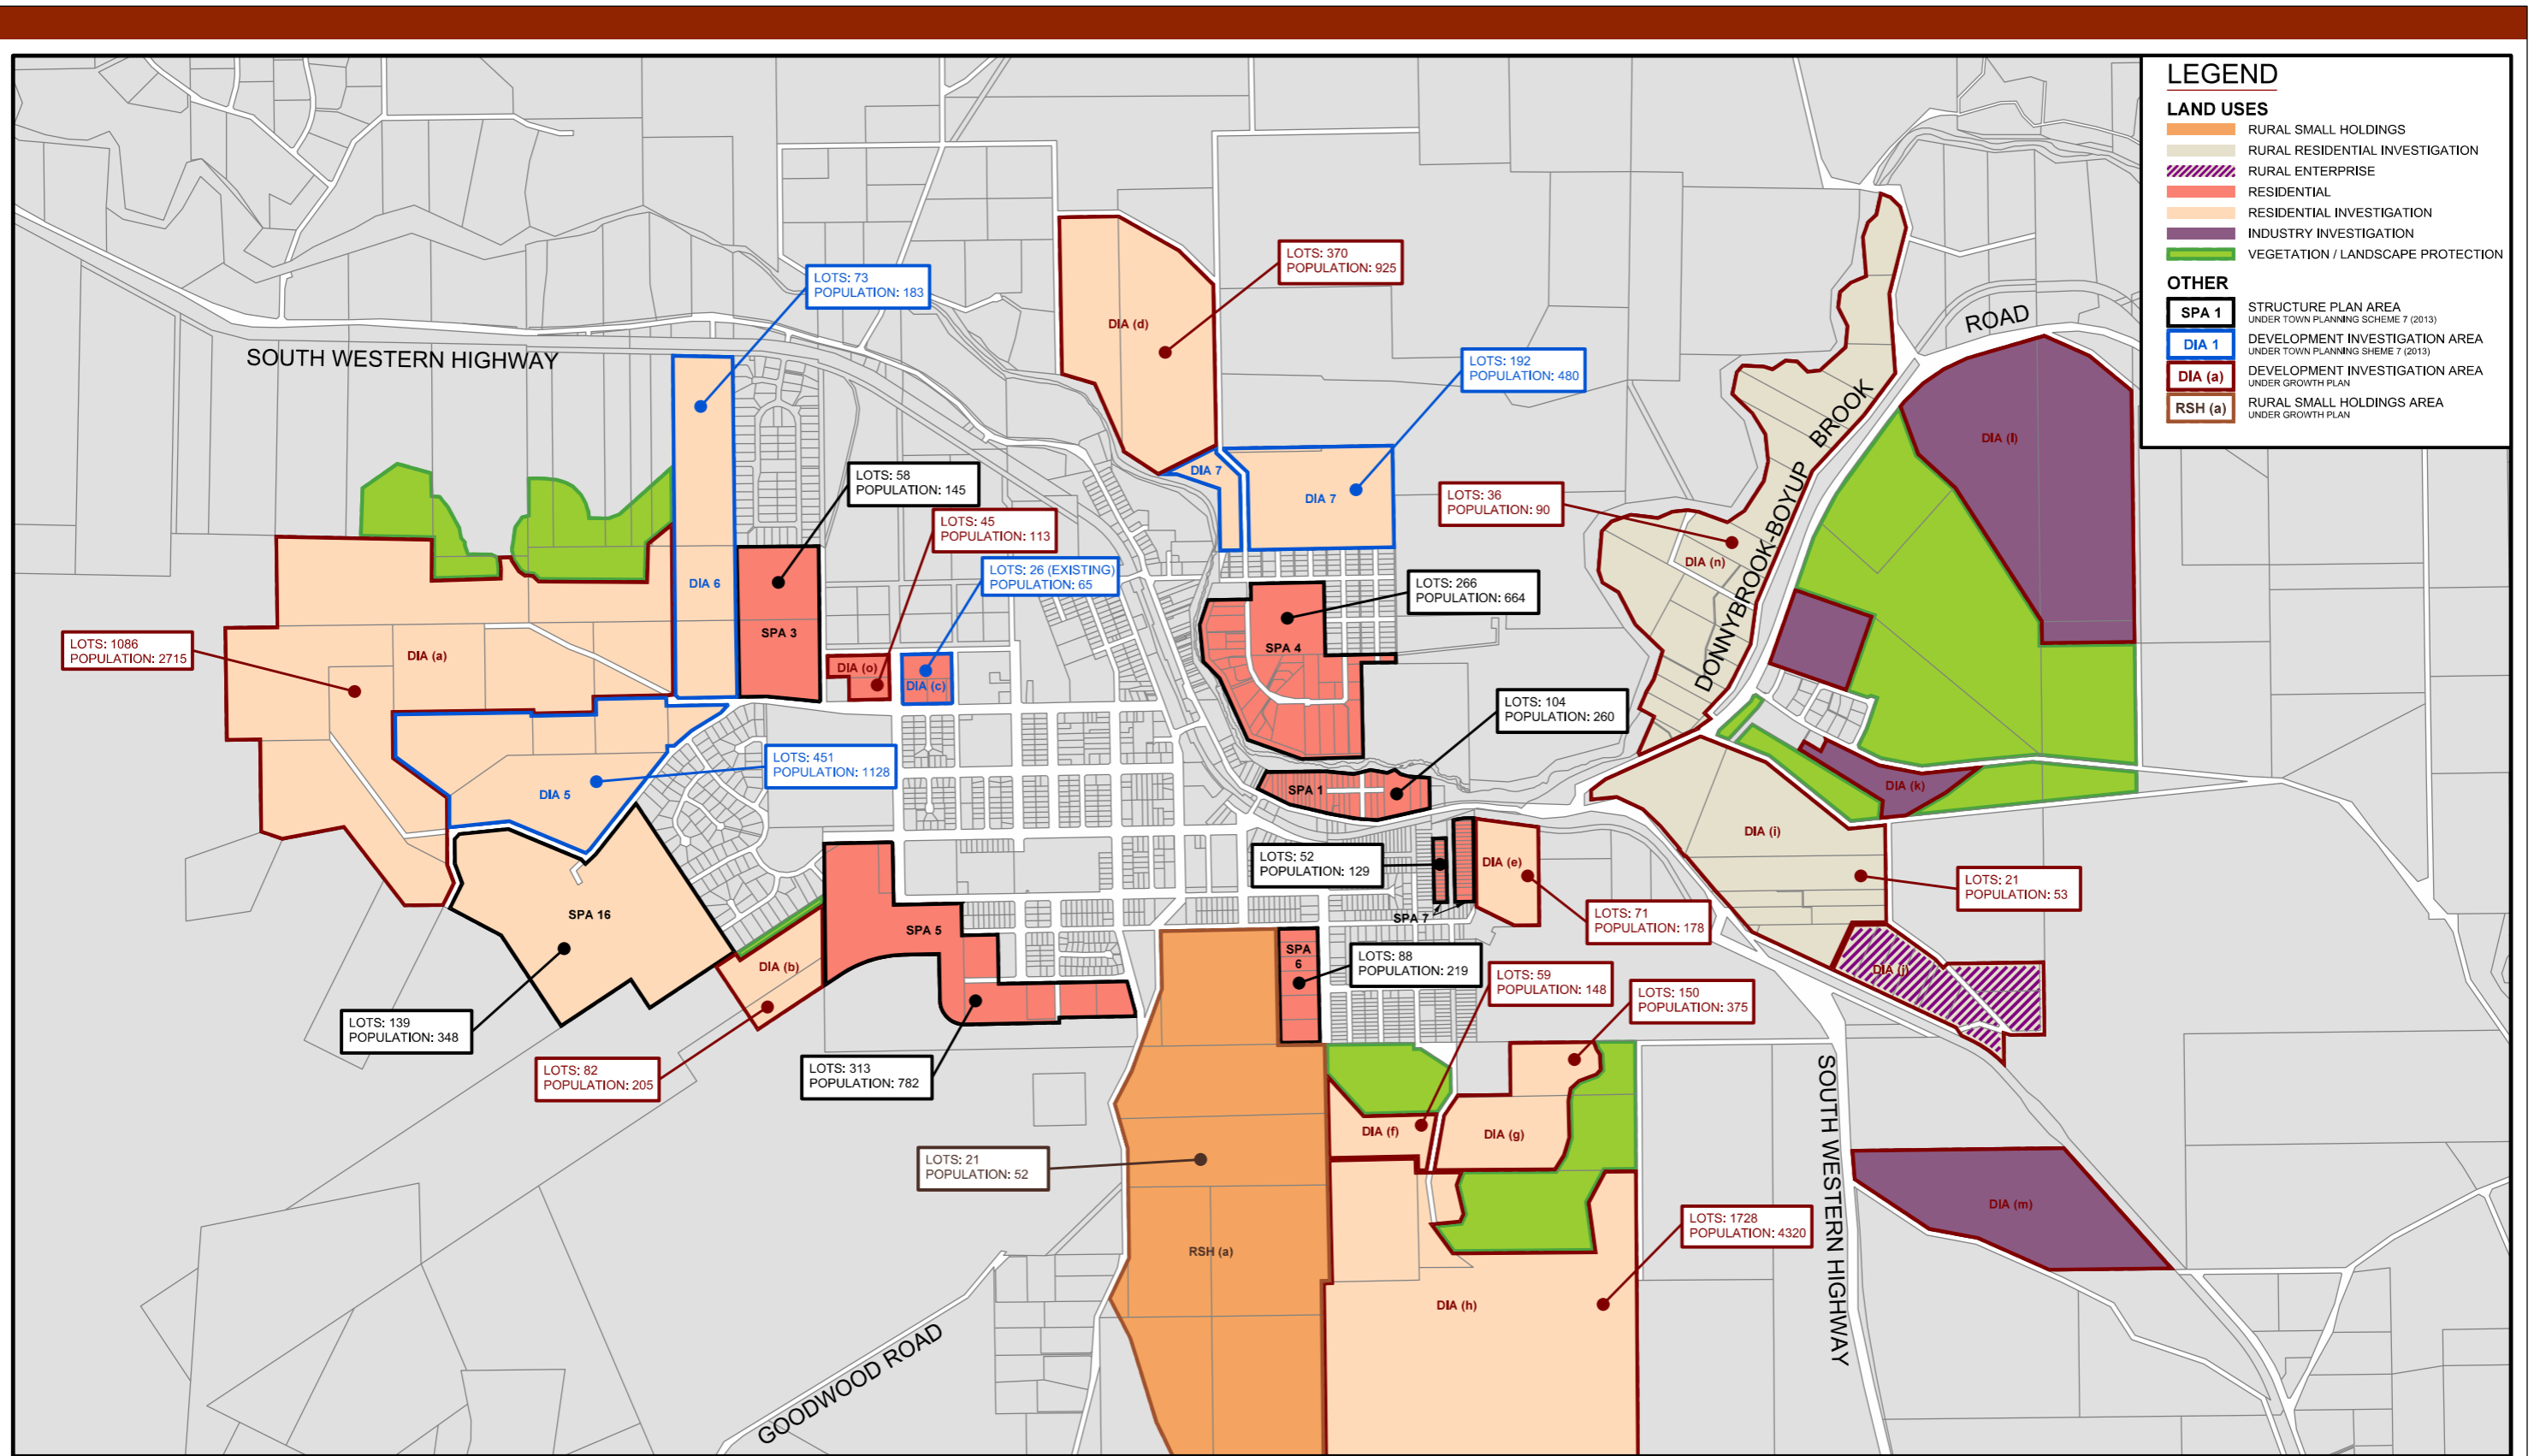 LEGEND
LAND USES
RURAL SMALL HOLDINGS
RURAL RESIDENTIAL INVESTIGATION
RURAL ENTERPRISE
RESIDENTIAL
RESIDENTIAL INVESTIGATION
INDUSTRY INVESTIGATION
VEGETATION / LANDSCAPE PROTECTION
OTHER
SPA 1
STRUCTURE PLAN AREA
UNDER TOWN PLANNING SCHEME 7 (2013)
DIA 1
DEVELOPMENT INVESTIGATION AREA
UNDER TOWN PLANNING SHEME 7 (2013)
DIA (a)
DEVELOPMENT INVESTIGATION AREA
UNDER GROWTH PLAN
RSH (a)
RURAL SMALL HOLDINGS AREA
UNDER GROWTH PLAN
LOTS: 370
POPULATION: 925
LOTS: 73
POPULATION: 183
DIA (d)
ROAD
SOUTH WESTERN HIGHWAY
LOTS: 192
POPULATION: 480
DONNYBROOK-BOYUP BROOK
DIA (l)
DIA 7
DIA 7
LOTS: 58
POPULATION: 145
LOTS: 36
POPULATION: 90
LOTS: 45
POPULATION: 113
DIA (n)
LOTS: 26 (EXISTING)
POPULATION: 65
DIA 6
LOTS: 266
POPULATION: 664
SPA 3
LOTS: 1086
POPULATION: 2715
DIA (a)
SPA 4
DIA (o)
DIA (c)
LOTS: 104
POPULATION: 260
LOTS: 451
POPULATION: 1128
DIA 5
SPA 1
DIA (k)
DIA (i)
LOTS: 52
POPULATION: 129
DIA (e)
LOTS: 21
POPULATION: 53
SPA 16
SPA 7
LOTS: 71
POPULATION: 178
SPA 5
SPA
6
LOTS: 88
POPULATION: 219
DIA (b)
DIA (j)
LOTS: 59
POPULATION: 148
LOTS: 150
POPULATION: 375
LOTS: 139
POPULATION: 348
LOTS: 82
POPULATION: 205
LOTS: 313
POPULATION: 782
SOUTH WESTERN HIGHWAY
DIA (f)
DIA (g)
LOTS: 21
POPULATION: 52
DIA (m)
LOTS: 1728
POPULATION: 4320
RSH (a)
DIA (h)
GOODWOOD ROAD